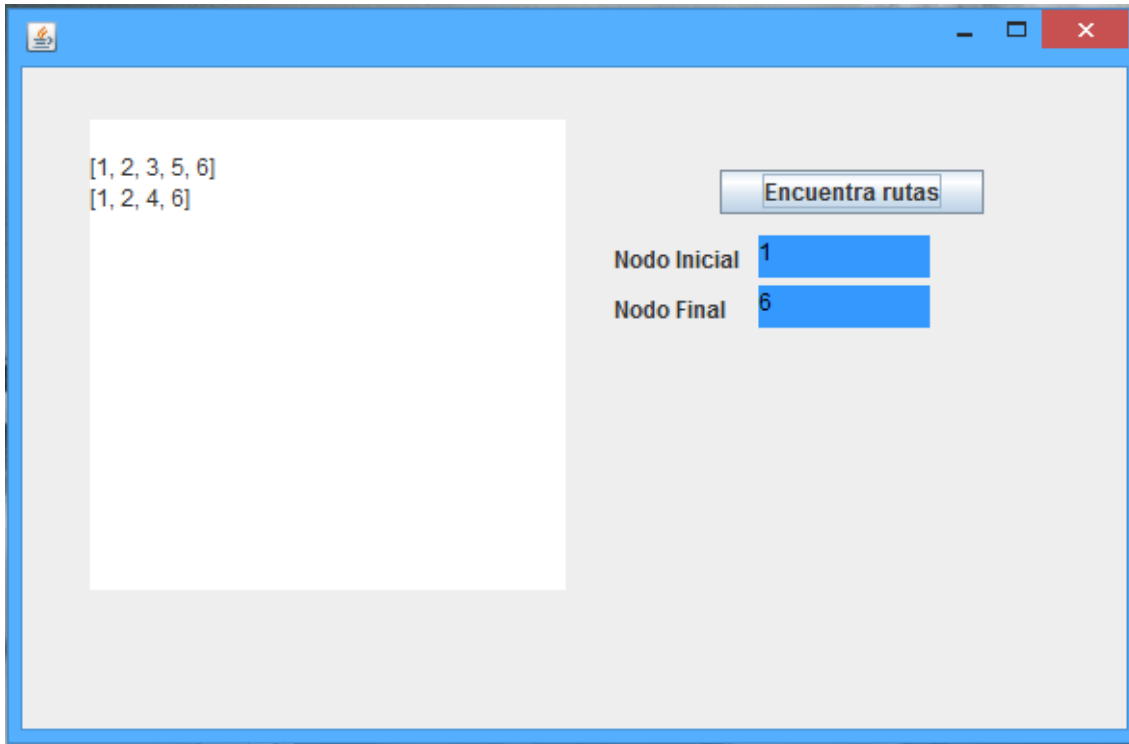 [1, 2, 3, 5, 6]
[1, 2, 4, 6]
Encuentra rutas
Nodo Inicial 1
Nodo Final 6